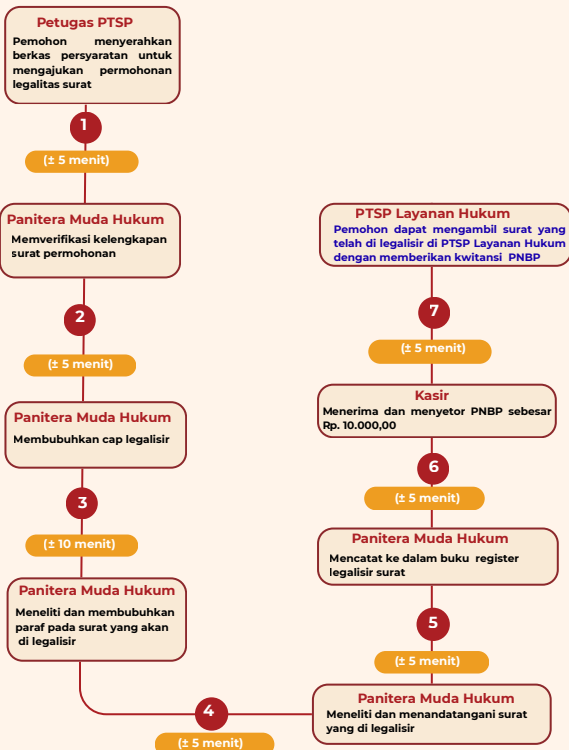 Petugas PTSP
Pemohon menyerahkan
berkas persyaratan untuk
mengajukan permohonan
legalitas surat
1
(± 5 menit)
Panitera Muda Hukum
Memverifikasi kelengkapan
surat permohonan
2
(± 5 menit)
Panitera Muda Hukum
Membubuhkan cap legalisir
3
(± 10 menit)
Panitera Muda Hukum
Meneliti dan membubuhkan
paraf pada surat yang akan
di legalisir
4
(± 5 menit)
Panitera Muda Hukum
Meneliti dan menandatangani surat
yang di legalisir
(± 5 menit)
5
Panitera Muda Hukum
Mencatat ke dalam buku register
legalisir surat
(± 5 menit)
6
Kasir
Menerima dan menyetor PNBP sebesar
Rp. 10.000,00
(± 5 menit)
7
PTSP Layanan Hukum
Pemohon dapat mengambil surat yang
telah di legalisir di PTSP Layanan Hukum
dengan memberikan kwitansi PNBP